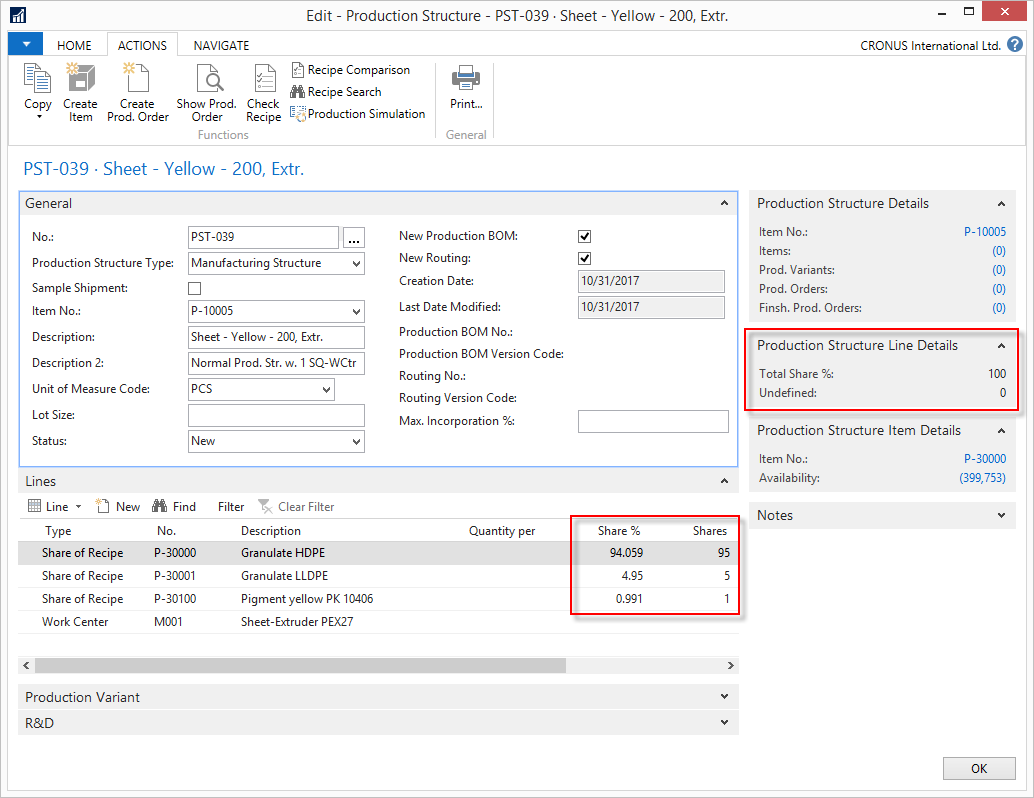 Edit - Production Structure - PST-039 · Sheet - Yellow - 200, Extr.
HOME ACTIONS NAVIGATE CRONUS International Ltd. ?
Copy
Create Item
Create Prod. Order
Show Prod. Order
Check Recipe
Recipe Comparison
Recipe Search
Production Simulation
Functions
Print...
General
PST-039 · Sheet - Yellow - 200, Extr.
General
No.: PST-039 ...
Production Structure Type: Manufacturing Structure
Sample Shipment:
Item No.: P-10005
Description: Sheet - Yellow - 200, Extr.
Description 2: Normal Prod. Str. w. 1 SQ-WCtr
Unit of Measure Code: PCS
Lot Size:
Status: New
New Production BOM:
New Routing:
Creation Date: 10/31/2017
Last Date Modified: 10/31/2017
Production BOM No.:
Production BOM Version Code:
Routing No.:
Routing Version Code:
Max. Incorporation %:
Lines
Line New Find Filter Clear Filter
Type No. Description Quantity per Share % Shares
Share of Recipe P-30000 Granulate HDPE 94.059 95
Share of Recipe P-30001 Granulate LLDPE 4.95 5
Share of Recipe P-30100 Pigment yellow PK 10406 0.991 1
Work Center M001 Sheet-Extruder PEX27
Production Variant
R&D
Production Structure Details
Item No.: P-10005
Items: (0)
Prod. Variants: (0)
Prod. Orders: (0)
Finsh. Prod. Orders: (0)
Production Structure Line Details
Total Share %: 100
Undefined: 0
Production Structure Item Details
Item No.: P-30000
Availability: (399,753)
Notes
OK